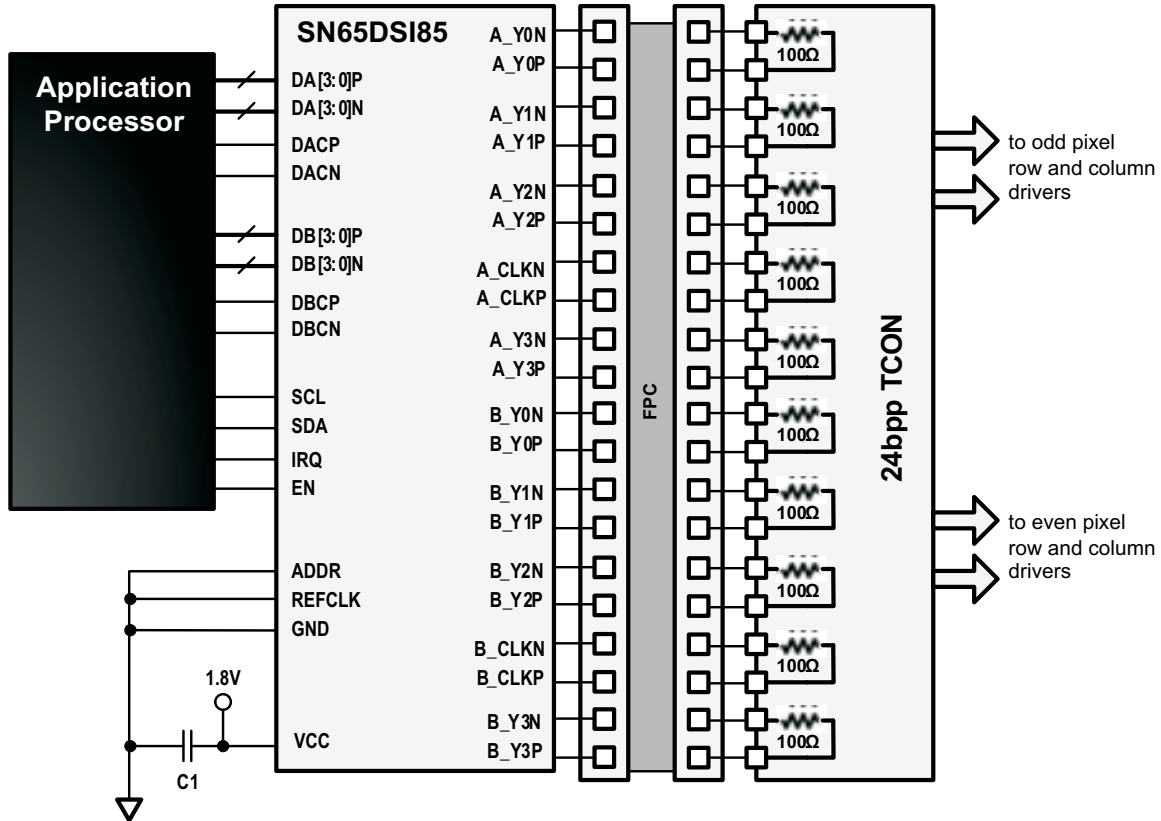 Application
Processor
SN65DSI85
DA[3:0]P
DA[3:0]N
DACP
DACN
DB[3:0]P
DB[3:0]N
DBCP
DBCN
SCL
SDA
IRQ
EN
ADDR
REFCLK
GND
VCC
1.8V
C1
A_Y0N
A_Y0P
A_Y1N
A_Y1P
A_Y2N
A_Y2P
A_CLKN
A_CLKP
A_Y3N
A_Y3P
B_Y0N
B_Y0P
B_Y1N
B_Y1P
B_Y2N
B_Y2P
B_CLKN
B_CLKP
B_Y3N
B_Y3P
FPC
100Ω
100Ω
100Ω
100Ω
100Ω
100Ω
100Ω
100Ω
100Ω
100Ω
24bpp TCON
to odd pixel
row and column
drivers
to even pixel
row and column
drivers